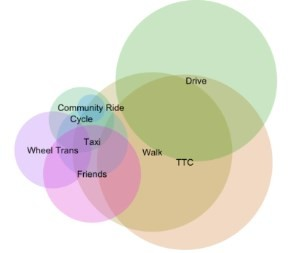 Drive
Community Ride
Cycle
Taxi
Wheel Trans
Walk
TTC
Friends